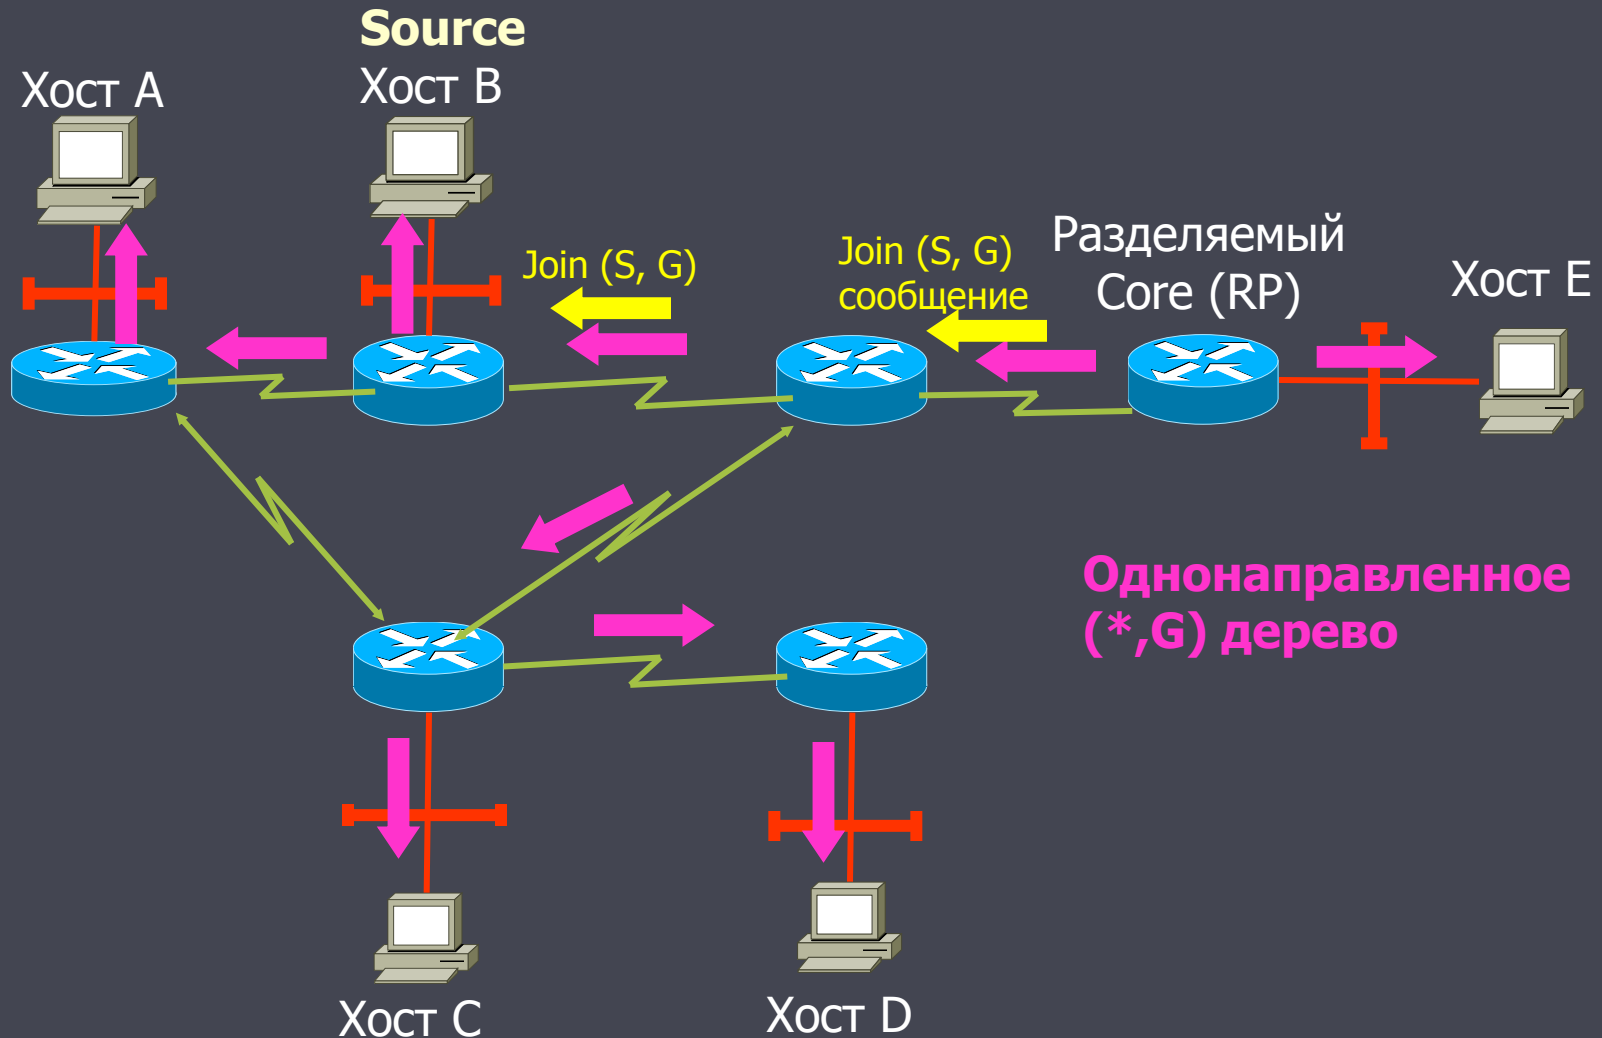 Source
Хост A
Хост B
Join (S, G)
Join (S, G)
сообщение
Разделяемый
Core (RP)
Хост E
Однонаправленное
(*,G) дерево
Хост C
Хост D